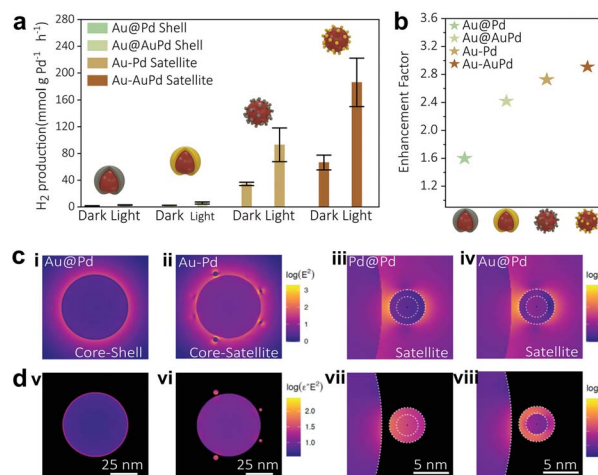 a
H2 production(mmol g Pd⁻¹ h⁻¹)
280
240
200
160
120
80
40
0
Au@Pd Shell
Au@AuPd Shell
Au-Pd Satellite
Au-AuPd Satellite
Dark Light Dark Light Dark Light Dark Light
b
Enhancement Factor
3.6
3.2
2.8
2.4
2.0
1.6
1.2
Au@Pd
Au@AuPd
Au-Pd
Au-AuPd
c
i Au@Pd
Core-Shell
ii Au-Pd
Core-Satellite
log(E²)
3
2
1
0
iii Pd@Pd
Satellite
iv Au@Pd
Satellite
log(E²)
d
v
25 nm
vi
25 nm
log(ε"E²)
2.0
1.5
1.0
vii
5 nm
viii
5 nm
log(ε"E²)